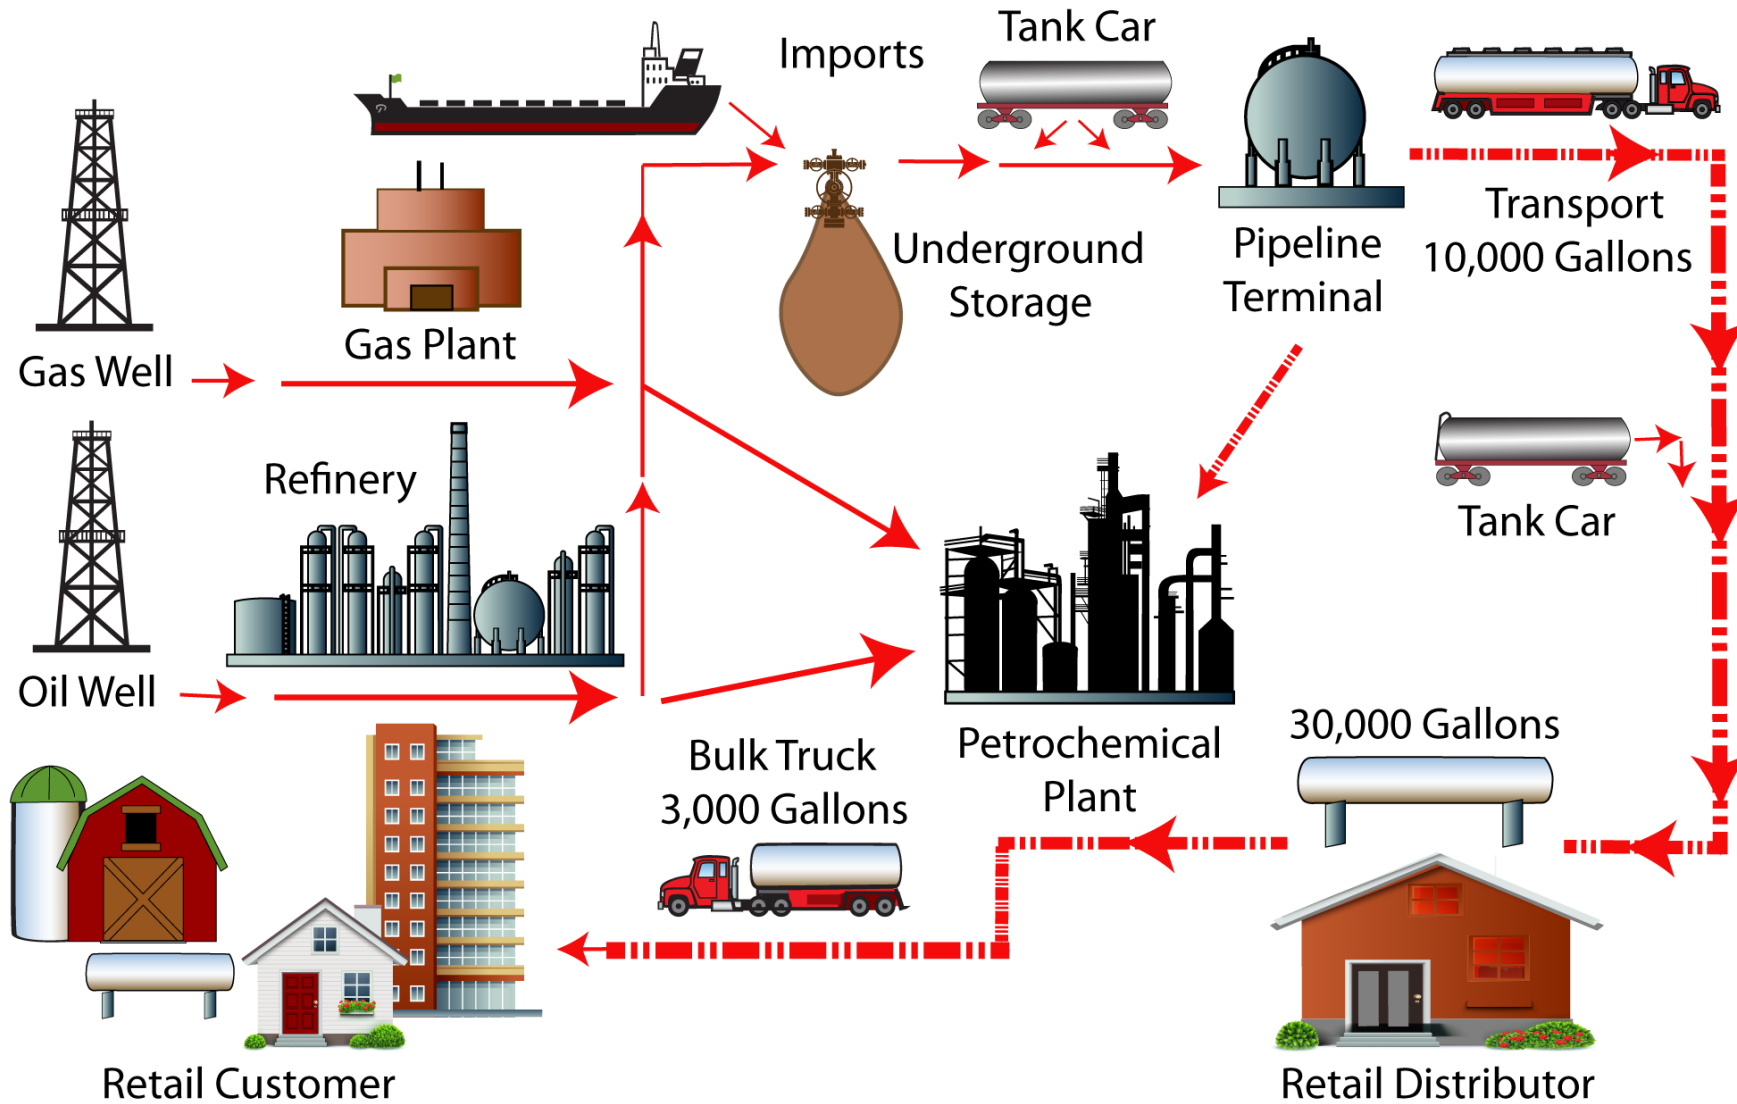 Imports
Tank Car
Transport
10,000 Gallons
Underground
Storage
Pipeline
Terminal
Gas Well
Gas Plant
Refinery
Tank Car
Oil Well
Petrochemical
Plant
30,000 Gallons
Bulk Truck
3,000 Gallons
Retail Customer
Retail Distributor